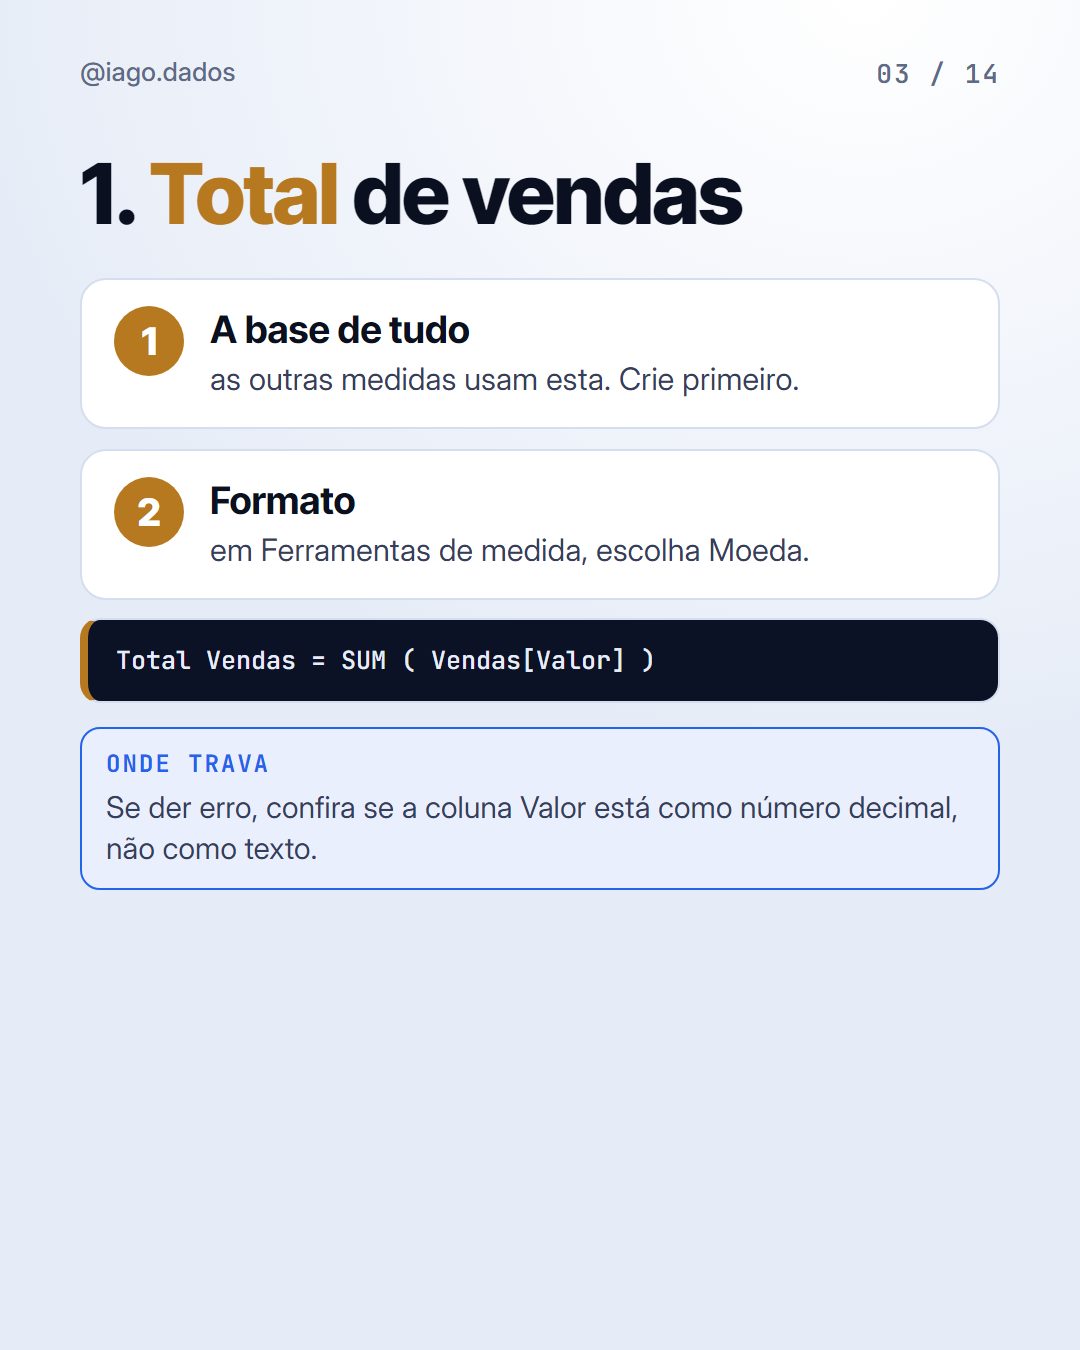 @iago.dados
03 / 14
1. Total de vendas
1
A base de tudo
as outras medidas usam esta. Crie primeiro.
2
Formato
em Ferramentas de medida, escolha Moeda.
Total Vendas = SUM ( Vendas[Valor] )
ONDE TRAVA
Se der erro, confira se a coluna Valor está como número decimal,
não como texto.